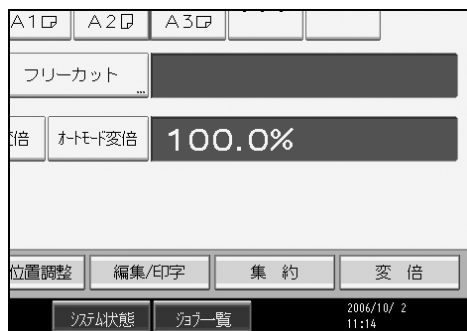 A1 A2 A3
フリーカット
倍 ｵｰﾄﾓｰﾄﾞ変倍 100.0%
位置調整 編集/印字 集 約 変 倍
ｼｽﾃﾑ状態 ｼﾞｮﾌﾞ一覧 2006/10/ 2
11:14